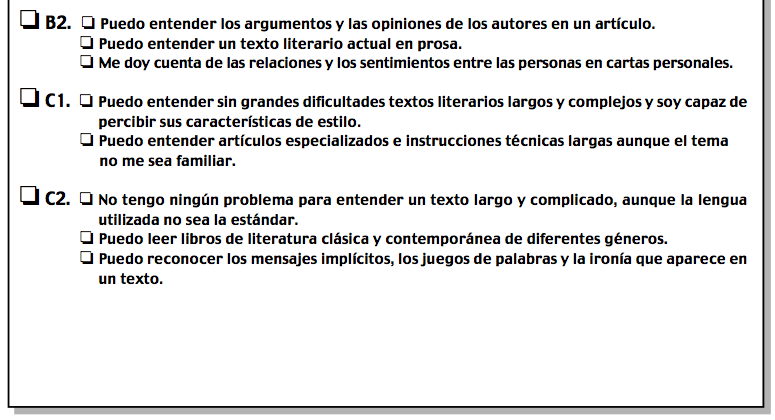 ❏ B2. ❏ Puedo entender los argumentos y las opiniones de los autores en un artículo.
❏ Puedo entender un texto literario actual en prosa.
❏ Me doy cuenta de las relaciones y los sentimientos entre las personas en cartas personales.
❏ C1. ❏ Puedo entender sin grandes dificultades textos literarios largos y complejos y soy capaz de
percibir sus características de estilo.
❏ Puedo entender artículos especializados e instrucciones técnicas largas aunque el tema
no me sea familiar.
❏ C2. ❏ No tengo ningún problema para entender un texto largo y complicado, aunque la lengua
utilizada no sea la estándar.
❏ Puedo leer libros de literatura clásica y contemporánea de diferentes géneros.
❏ Puedo reconocer los mensajes implícitos, los juegos de palabras y la ironía que aparece en
un texto.